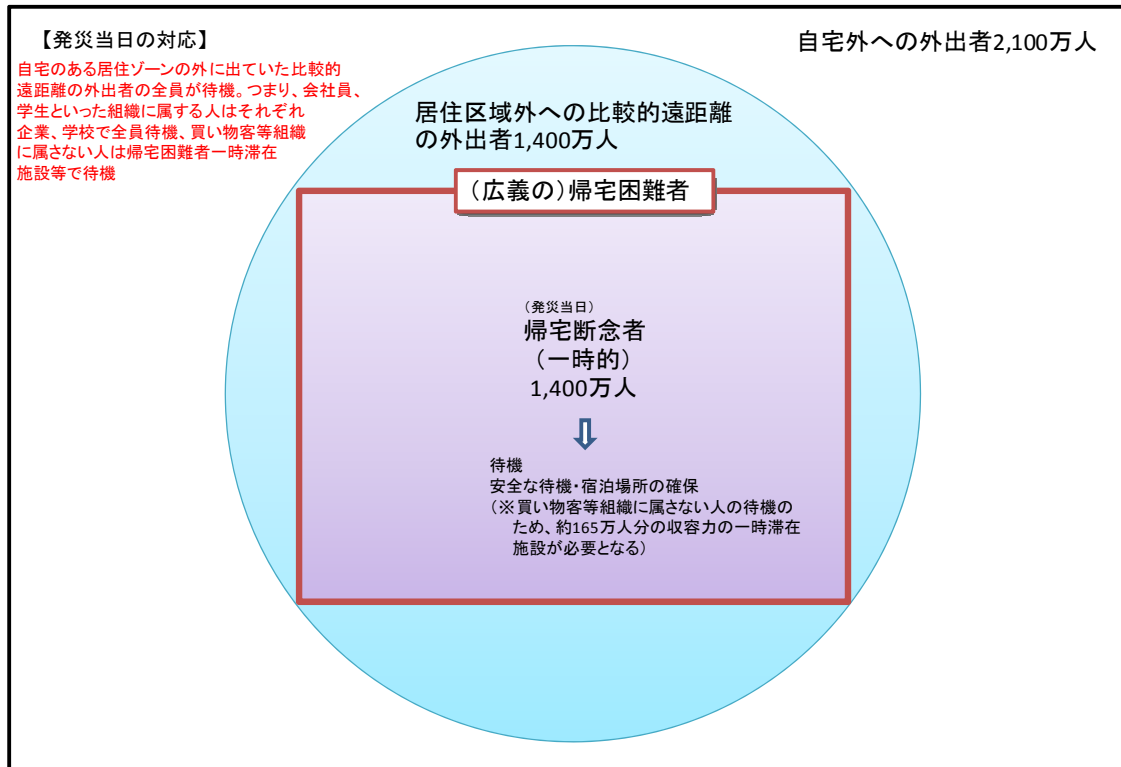 【発災当日の対応】
自宅のある居住ゾーンの外に出ていた比較的
遠距離の外出者の全員が待機。つまり、会社員、
学生といった組織に属する人はそれぞれ
企業、学校で全員待機、買い物客等組織
に属さない人は帰宅困難者一時滞在
施設等で待機
自宅外への外出者2,100万人
居住区域外への比較的遠距離
の外出者1,400万人
（広義の）帰宅困難者
（発災当日）
帰宅断念者
（一時的）
1,400万人
⇩
待機
安全な待機・宿泊場所の確保
（※買い物客等組織に属さない人の待機の
ため、約165万人分の収容力の一時滞在
施設が必要となる）